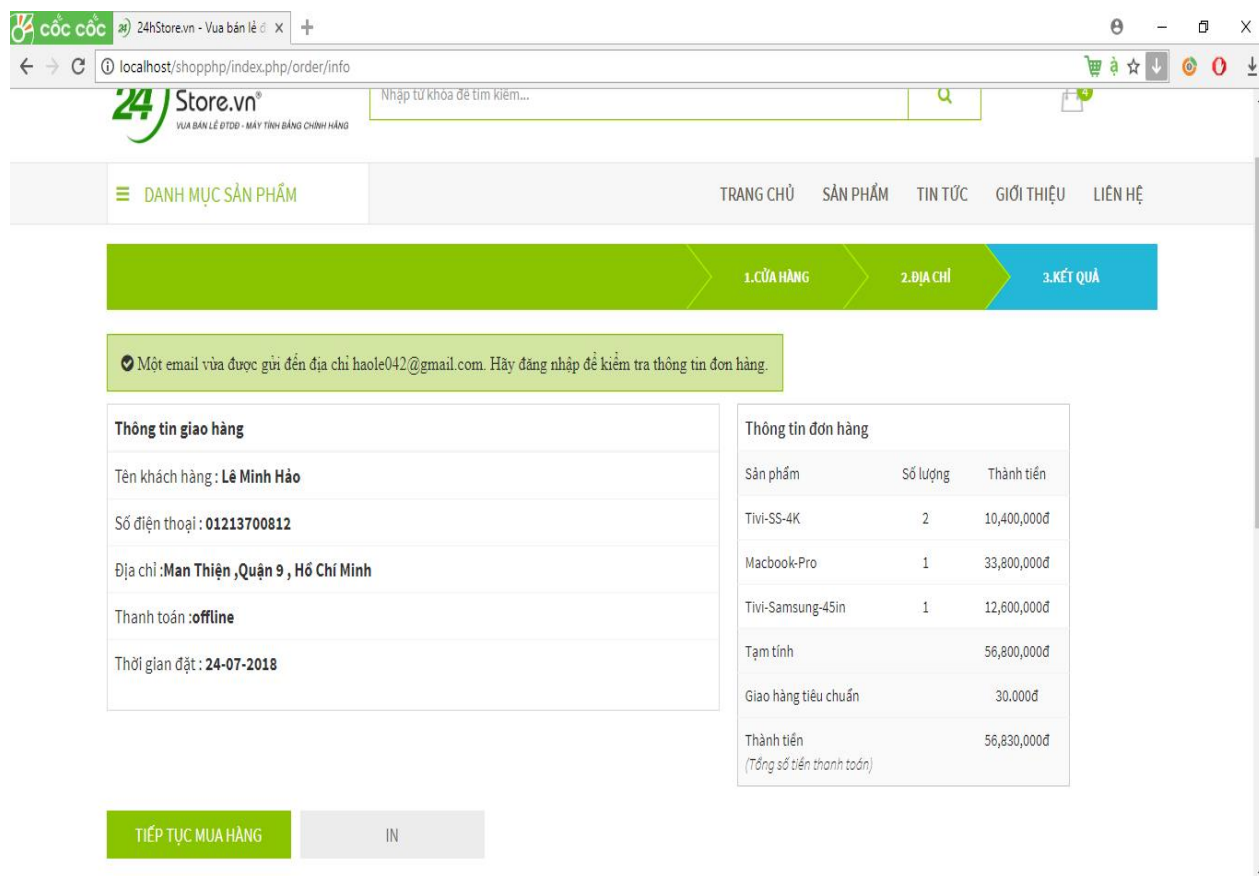 cốc cốc 24hStore.vn - Vua bán lẻ đ
localhost/shopphp/index.php/order/info
24 Store.vn®
VUA BÁN LẺ ĐTDĐ - MÁY TÍNH BẢNG CHÍNH HÃNG
Nhập từ khóa để tìm kiếm...
4
DANH MỤC SẢN PHẨM TRANG CHỦ SẢN PHẨM TIN TỨC GIỚI THIỆU LIÊN HỆ
1.CỬA HÀNG 2.ĐỊA CHỈ 3.KẾT QUẢ
Một email vừa được gửi đến địa chỉ haole042@gmail.com. Hãy đăng nhập để kiểm tra thông tin đơn hàng.
Thông tin giao hàng
Tên khách hàng : Lê Minh Hảo
Số điện thoại : 01213700812
Địa chỉ :Man Thiện ,Quận 9 , Hồ Chí Minh
Thanh toán :offline
Thời gian đặt : 24-07-2018
Thông tin đơn hàng
Sản phẩm Số lượng Thành tiền
Tivi-SS-4K 2 10,400,000đ
Macbook-Pro 1 33,800,000đ
Tivi-Samsung-45in 1 12,600,000đ
Tạm tính 56,800,000đ
Giao hàng tiêu chuẩn 30.000đ
Thành tiền 56,830,000đ
(Tổng số tiền thanh toán)
TIẾP TỤC MUA HÀNG IN